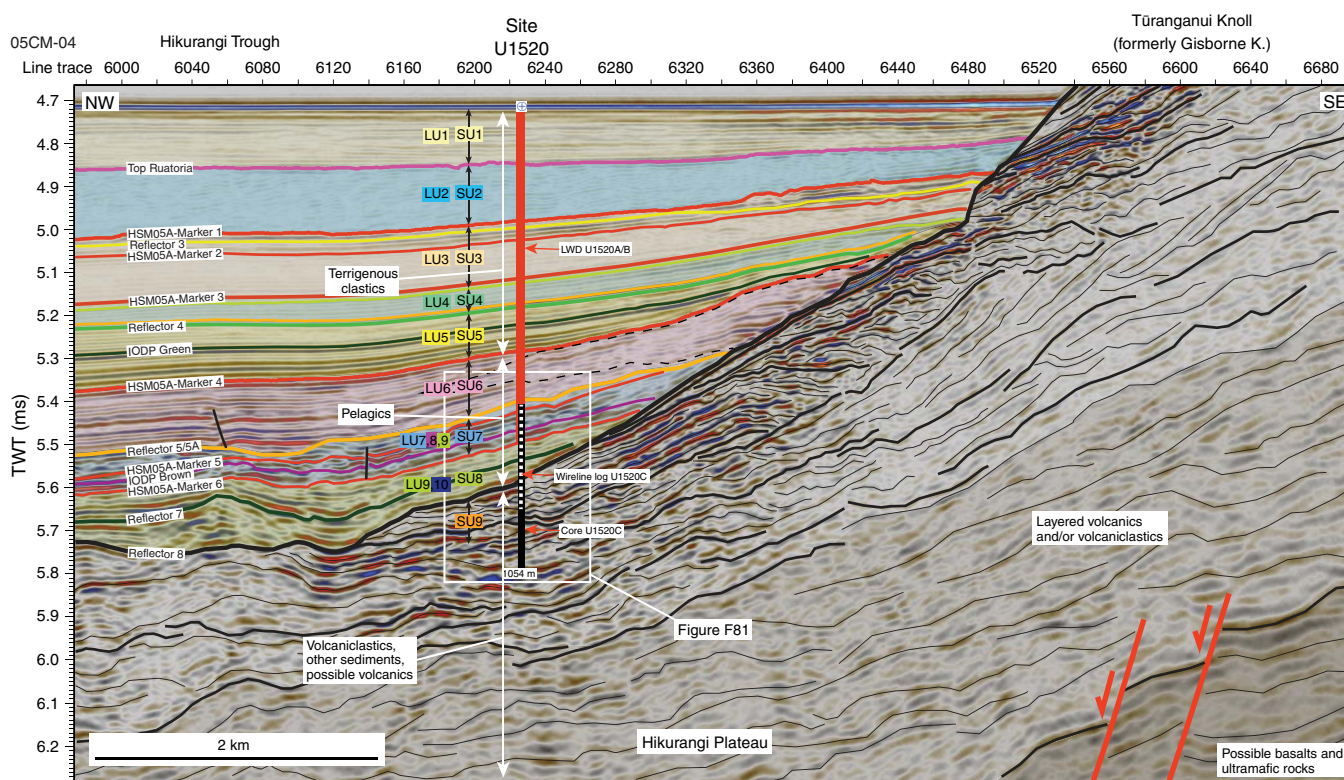 Site
U1520
Tūranganui Knoll
(formerly Gisborne K.)
05CM-04
Hikurangi Trough
Line trace
6000
6040
6080
6120
6160
6200
6240
6280
6320
6360
6400
6440
6480
6520
6560
6600
6640
6680
NW
SE
TWT (ms)
4.7
4.8
4.9
5.0
5.1
5.2
5.3
5.4
5.5
5.6
5.7
5.8
5.9
6.0
6.1
6.2
LU1
SU1
Top Ruatoria
LU2
SU2
HSM05A-Marker 1
Reflector 3
HSM05A-Marker 2
LWD U1520A/B
LU3
SU3
Terrigenous
clastics
HSM05A-Marker 3
LU4
SU4
Reflector 4
LU5
SU5
IODP Green
HSM05A-Marker 4
LU6
SU6
Pelagics
LU7,8,9
SU7
Reflector 5/5A
HSM05A-Marker 5
IODP Brown
HSM05A-Marker 6
LU9,10
SU8
Wireline log U1520C
Reflector 7
SU9
Core U1520C
Reflector 8
1054 m
Layered volcanics
and/or volcaniclastics
Figure F81
Volcaniclastics,
other sediments,
possible volcanics
2 km
Hikurangi Plateau
Possible basalts and
ultramafic rocks